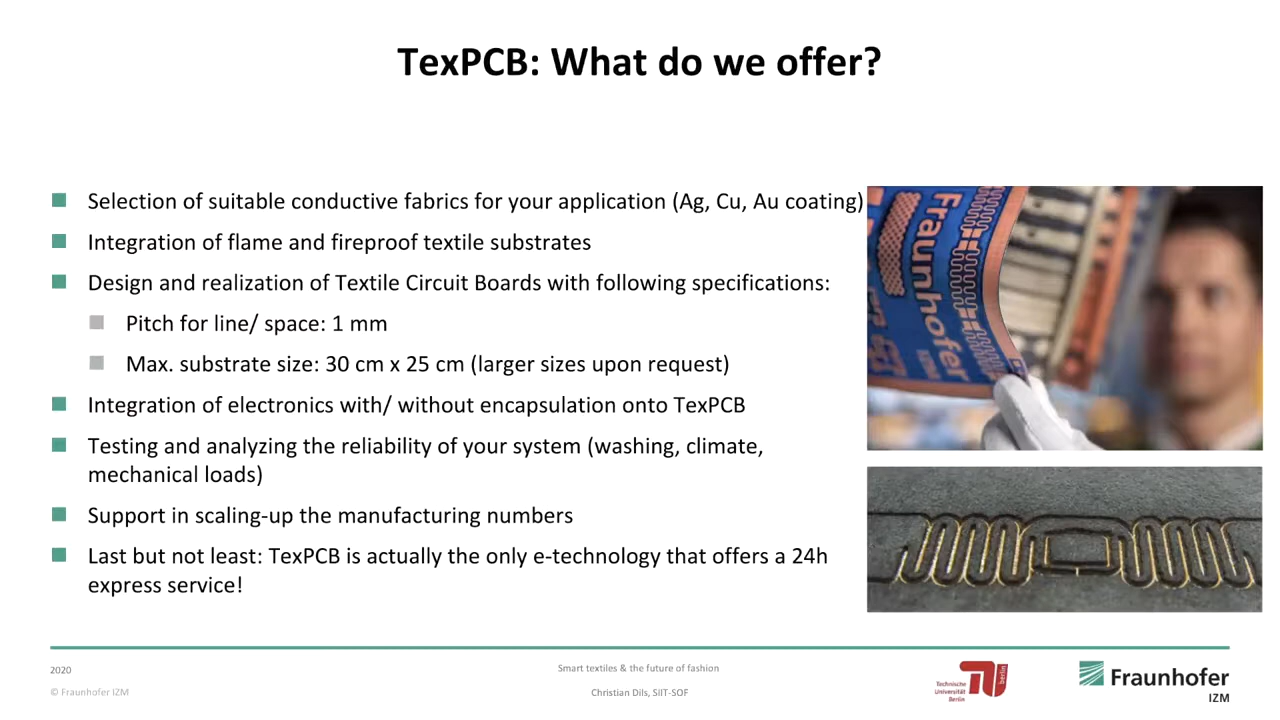 TexPCB: What do we offer?
Selection of suitable conductive fabrics for your application (Ag, Cu, Au coating)
Integration of flame and fireproof textile substrates
Design and realization of Textile Circuit Boards with following specifications:
Pitch for line/ space: 1 mm
Max. substrate size: 30 cm x 25 cm (larger sizes upon request)
Integration of electronics with/ without encapsulation onto TexPCB
Testing and analyzing the reliability of your system (washing, climate,
mechanical loads)
Support in scaling-up the manufacturing numbers
Last but not least: TexPCB is actually the only e-technology that offers a 24h
express service!
Fraunhofer
2020
© Fraunhofer IZM
Smart textiles & the future of fashion
Christian Dils, SIIT-SOF
Technische
Universität
Berlin
berlin
Fraunhofer
IZM